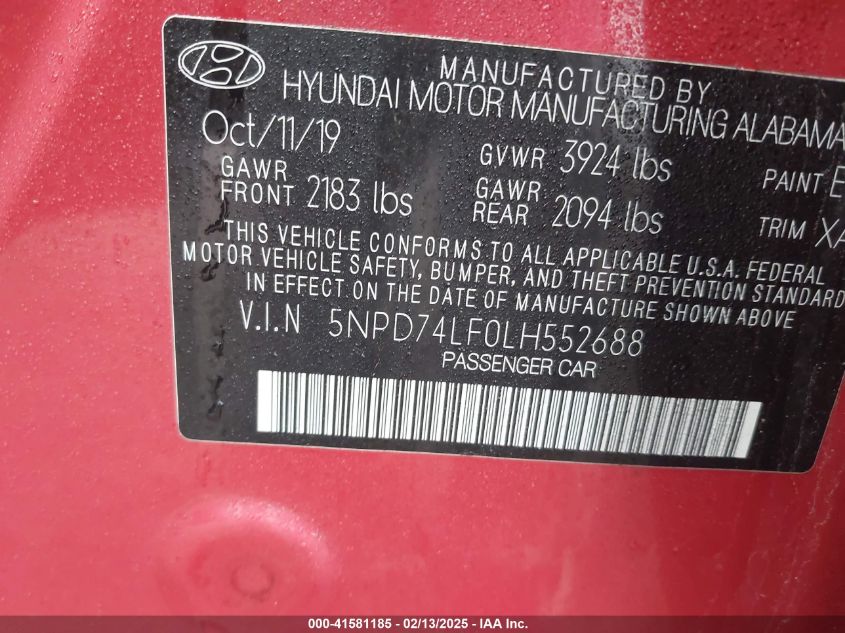 MANUFACTURED BY
HYUNDAI MOTOR MANUFACTURING ALABAMA
Oct/11/19 GVWR 3924 lbs PAINT
GAWR FRONT 2183 lbs GAWR REAR 2094 lbs TRIM
THIS VEHICLE CONFORMS TO ALL APPLICABLE U.S.A. FEDERAL
MOTOR VEHICLE SAFETY, BUMPER, AND THEFT PREVENTION STANDARD
IN EFFECT ON THE DATE OF MANUFACTURE SHOWN ABOVE
V.I.N 5NPD74LF0LH552688
PASSENGER CAR
000-41581185 - 02/13/2025 - IAA Inc.